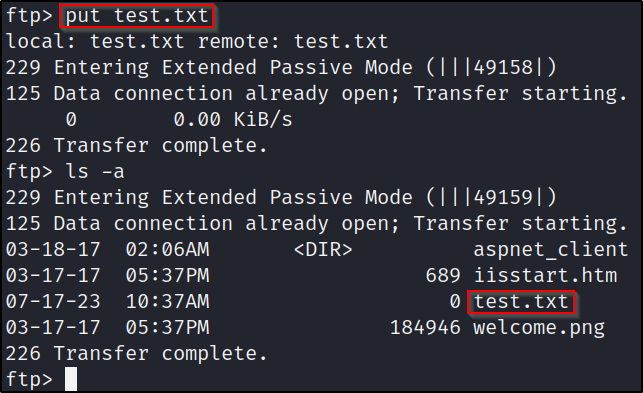 ftp> put test.txt
local: test.txt remote: test.txt
229 Entering Extended Passive Mode (|||49158|)
125 Data connection already open; Transfer starting.
     0        0.00 KiB/s
226 Transfer complete.
ftp> ls -a
229 Entering Extended Passive Mode (|||49159|)
125 Data connection already open; Transfer starting.
03-18-17  02:06AM       <DIR>          aspnet_client
03-17-17  05:37PM                  689 iisstart.htm
07-17-23  10:37AM                    0 test.txt
03-17-17  05:37PM               184946 welcome.png
226 Transfer complete.
ftp>